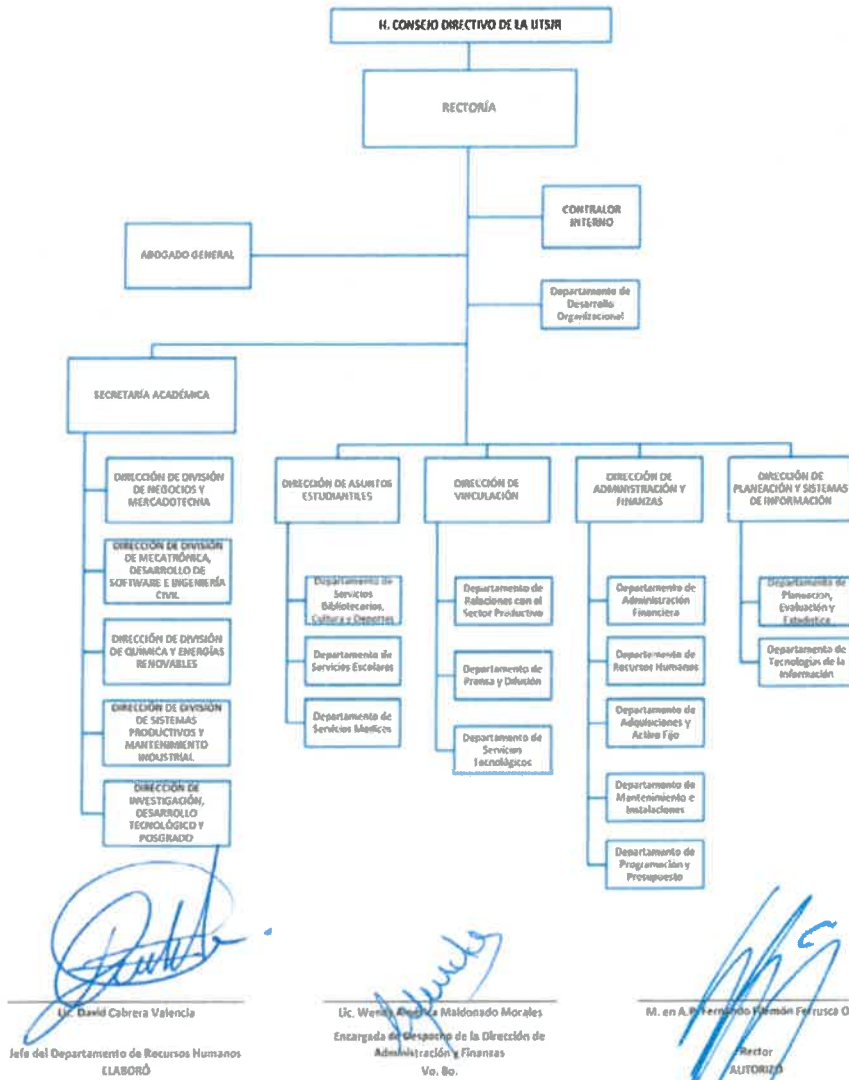 H. CONSEJO DIRECTIVO DE LA UTSJR
RECTORÍA
CONTRALOR
INTERNO
ABOGADO GENERAL
Departamento de
Desarrollo
Organizacional
SECRETARÍA ACADÉMICA
DIRECCIÓN DE DIVISIÓN
DE NEGOCIOS Y
MERCADOTECNIA
DIRECCIÓN DE DIVISIÓN
DE MECATRÓNICA,
DESARROLLO DE
SOFTWARE E INGENIERÍA
CIVIL
DIRECCIÓN DE DIVISIÓN
DE QUÍMICA Y ENERGÍAS
RENOVABLES
DIRECCIÓN DE DIVISIÓN
DE SISTEMAS
PRODUCTIVOS Y
MANTENIMIENTO
INDUSTRIAL
DIRECCIÓN DE
INVESTIGACIÓN,
DESARROLLO
TECNOLÓGICO Y
POSGRADO
DIRECCIÓN DE ASUNTOS
ESTUDIANTILES
Departamento de
Servicios
Bibliotecarios,
Cultura y Deportes
Departamento de
Servicios Escolares
Departamento de
Servicios Médicos
DIRECCIÓN DE
VINCULACIÓN
Departamento de
Relaciones con el
Sector Productivo
Departamento de
Prensa y Difusión
Departamento de
Servicios
Tecnológicos
DIRECCIÓN DE
ADMINISTRACIÓN Y
FINANZAS
Departamento de
Administración
Financiera
Departamento de
Recursos Humanos
Departamento de
Adquisiciones y
Activo Fijo
Departamento de
Mantenimiento e
Instalaciones
Departamento de
Programación y
Presupuesto
DIRECCIÓN DE
PLANEACIÓN Y SISTEMAS
DE INFORMACIÓN
Departamento de
Planeación,
Evaluación y
Estadística
Departamento de
Tecnologías de la
Información
Lic. David Cabrera Valencia
Jefe del Departamento de Recursos Humanos
ELABORÓ
Lic. Wendy Maldonado Morales
Encargada de Despacho de la Dirección de
Administración y Finanzas
Vo. Bo.
M. en A.P. Fernando Ferrusca O
Rector
AUTORIZÓ